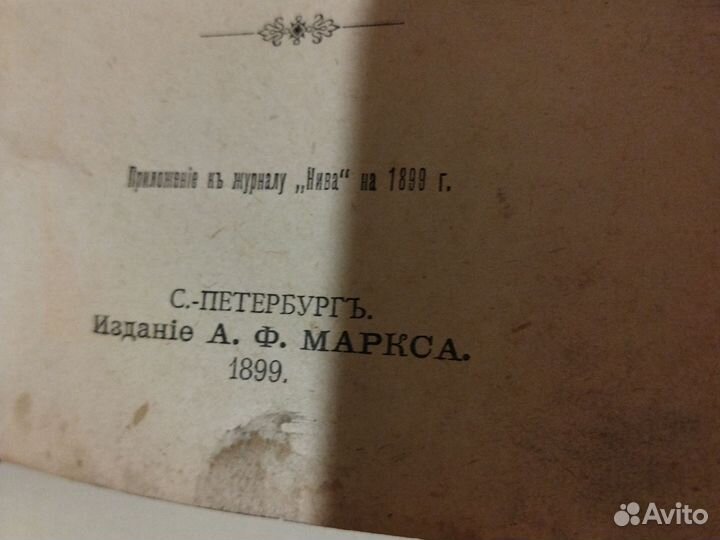 Приложеніе къ журналу „Нива“ на 1899 г.
С.-ПЕТЕРБУРГЪ.
Изданіе А. Ф. МАРКСА.
1899.
Avito